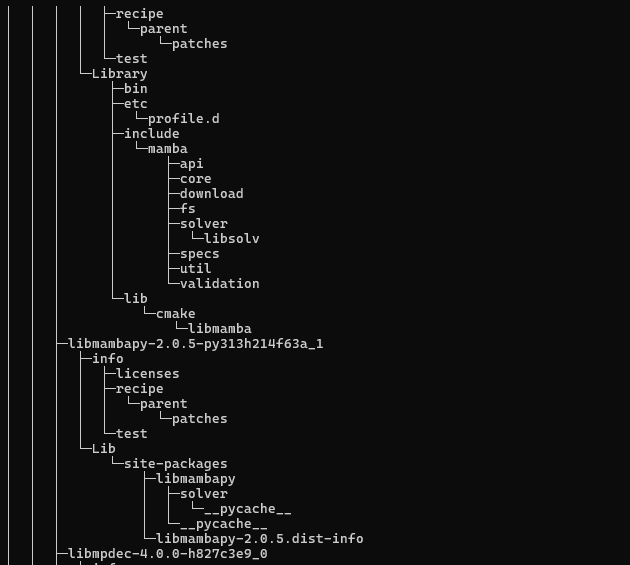 recipe
parent
patches
test
Library
bin
etc
profile.d
include
mamba
api
core
download
fs
solver
libsolv
specs
util
validation
lib
cmake
libmamba
libmambapy-2.0.5-py313h214f63a_1
info
licenses
recipe
parent
patches
test
Lib
site-packages
libmambapy
solver
__pycache__
__pycache__
libmambapy-2.0.5.dist-info
libmpdec-4.0.0-h827c3e9_0